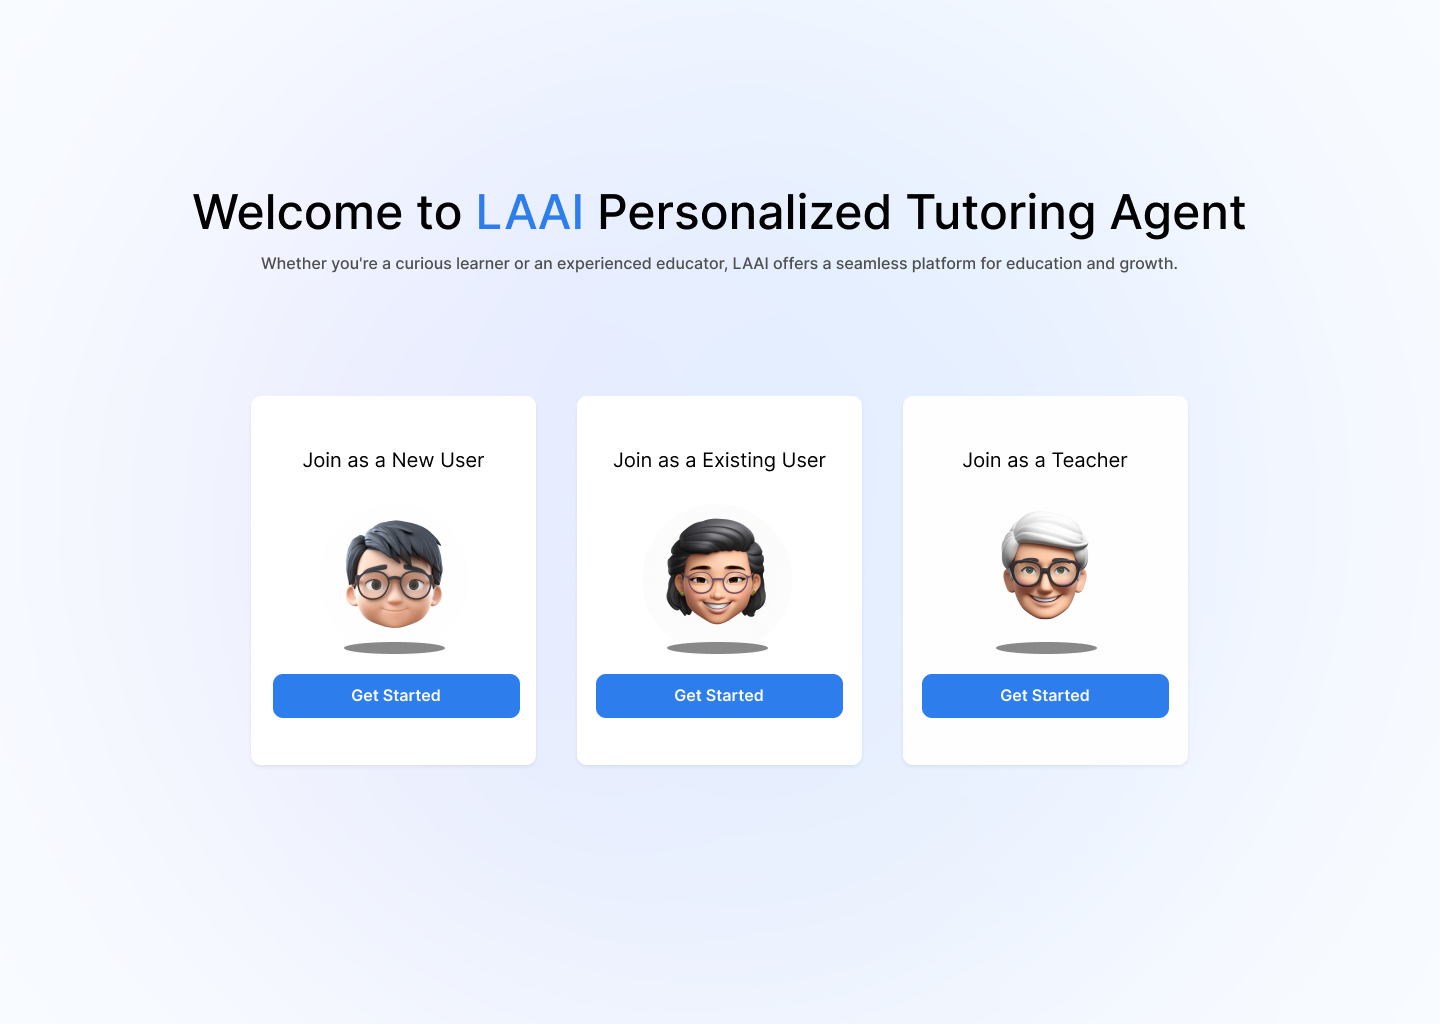 Welcome to LAAI Personalized Tutoring Agent
Whether you're a curious learner or an experienced educator, LAAI offers a seamless platform for education and growth.
Join as a New User
Get Started
Join as a Existing User
Get Started
Join as a Teacher
Get Started